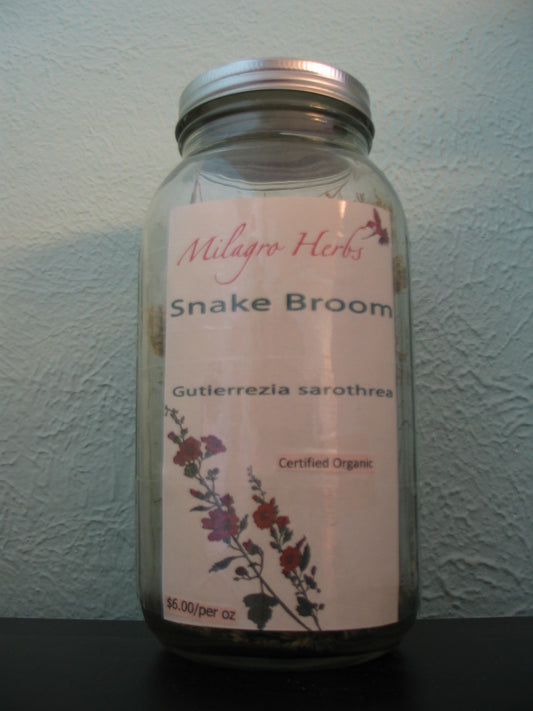 Milagro Herbs
Snake Broom
Gutierrezia sarothrea
Certified Organic
$6.00/per oz